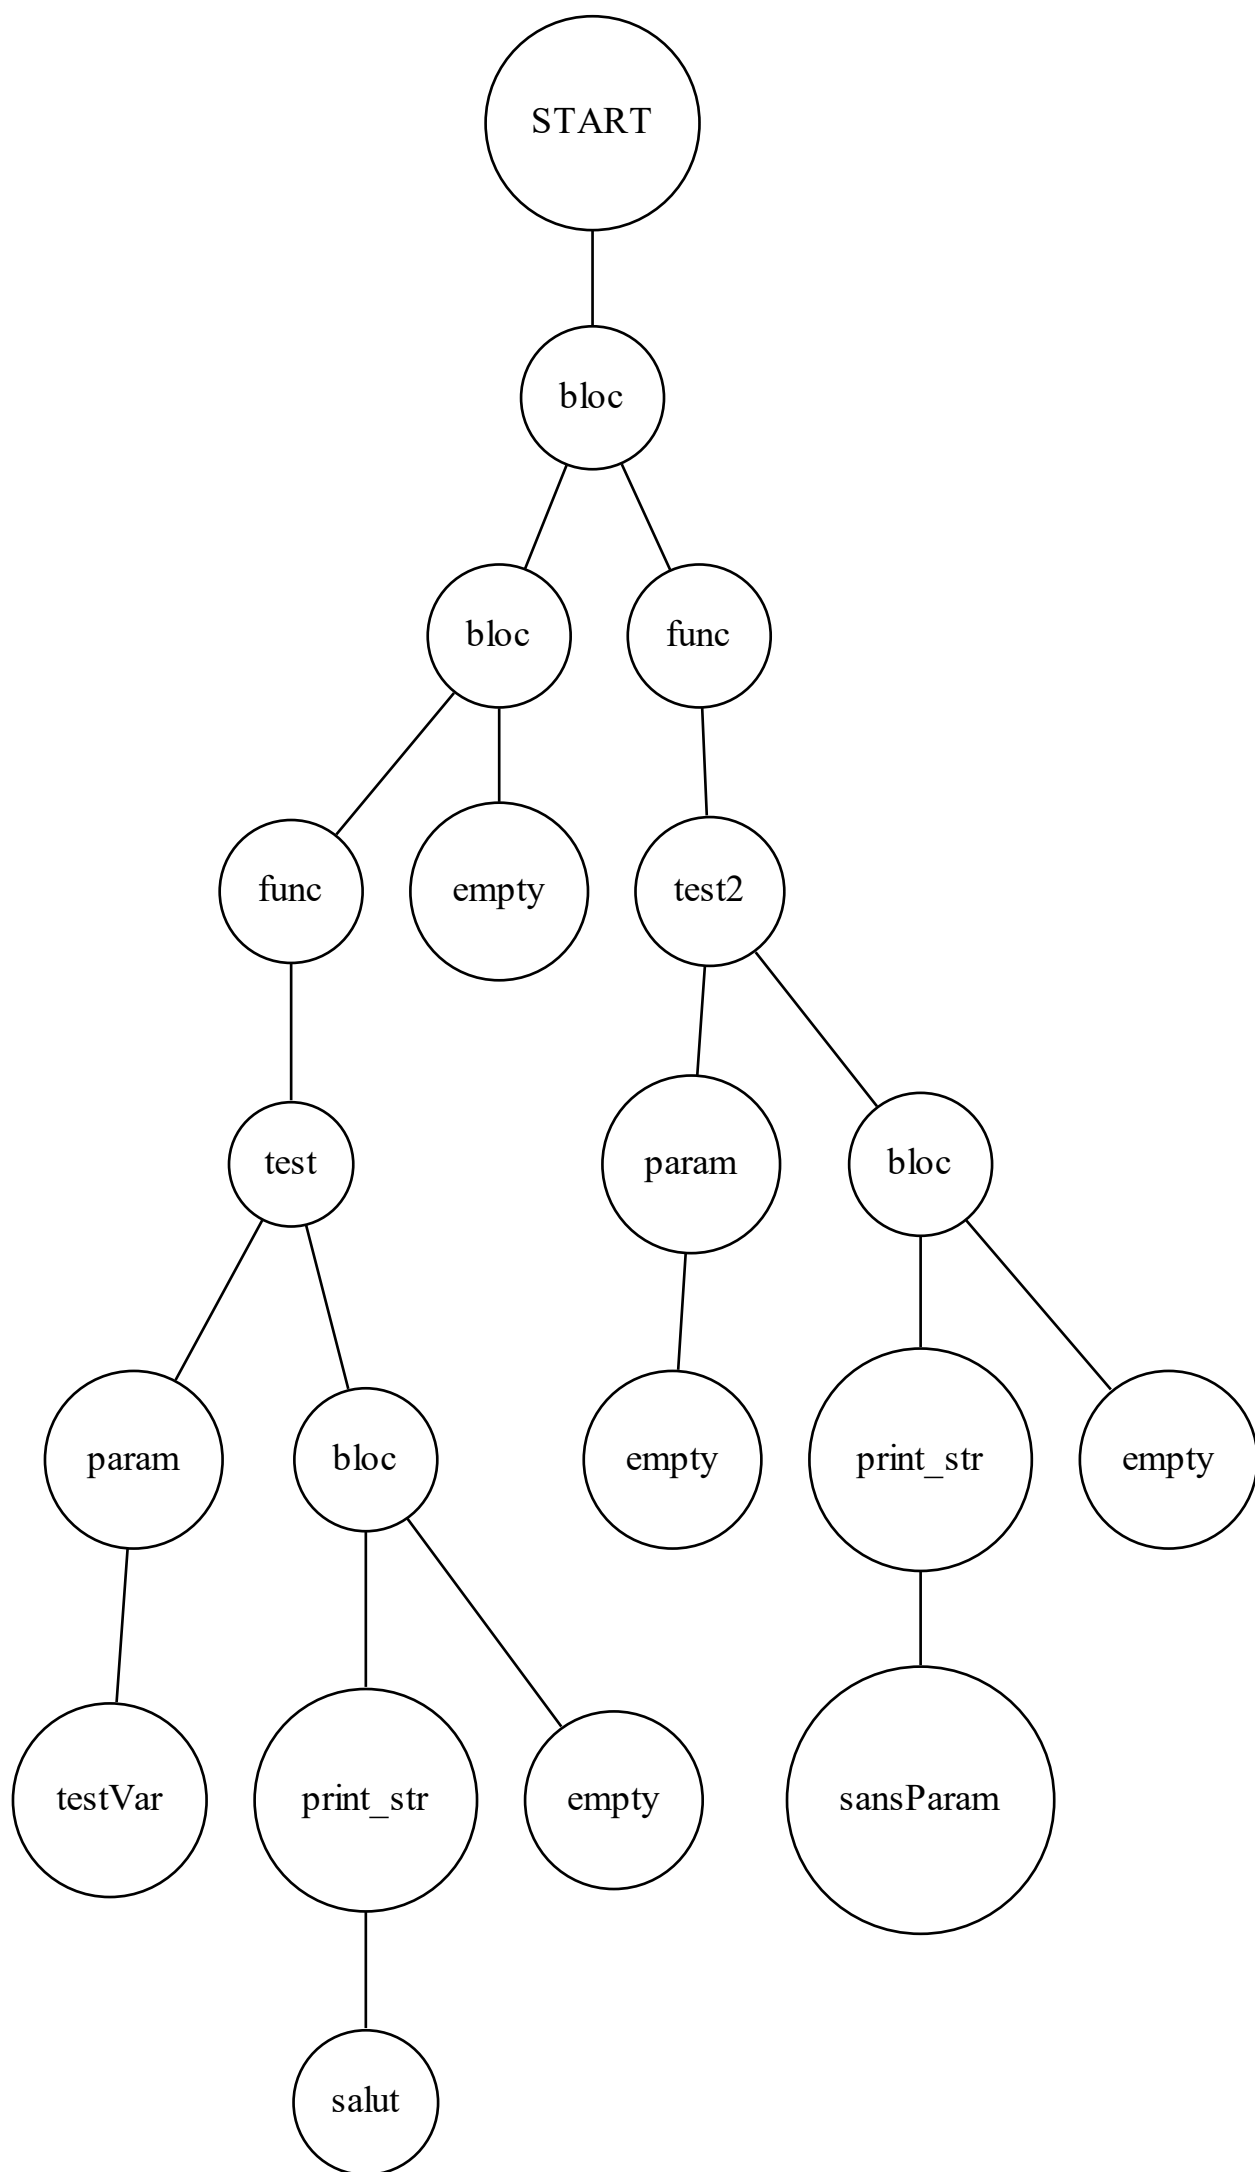 START
bloc
bloc
func
func
empty
test2
test
param
bloc
param
bloc
empty
print_str
empty
testVar
print_str
empty
sansParam
salut